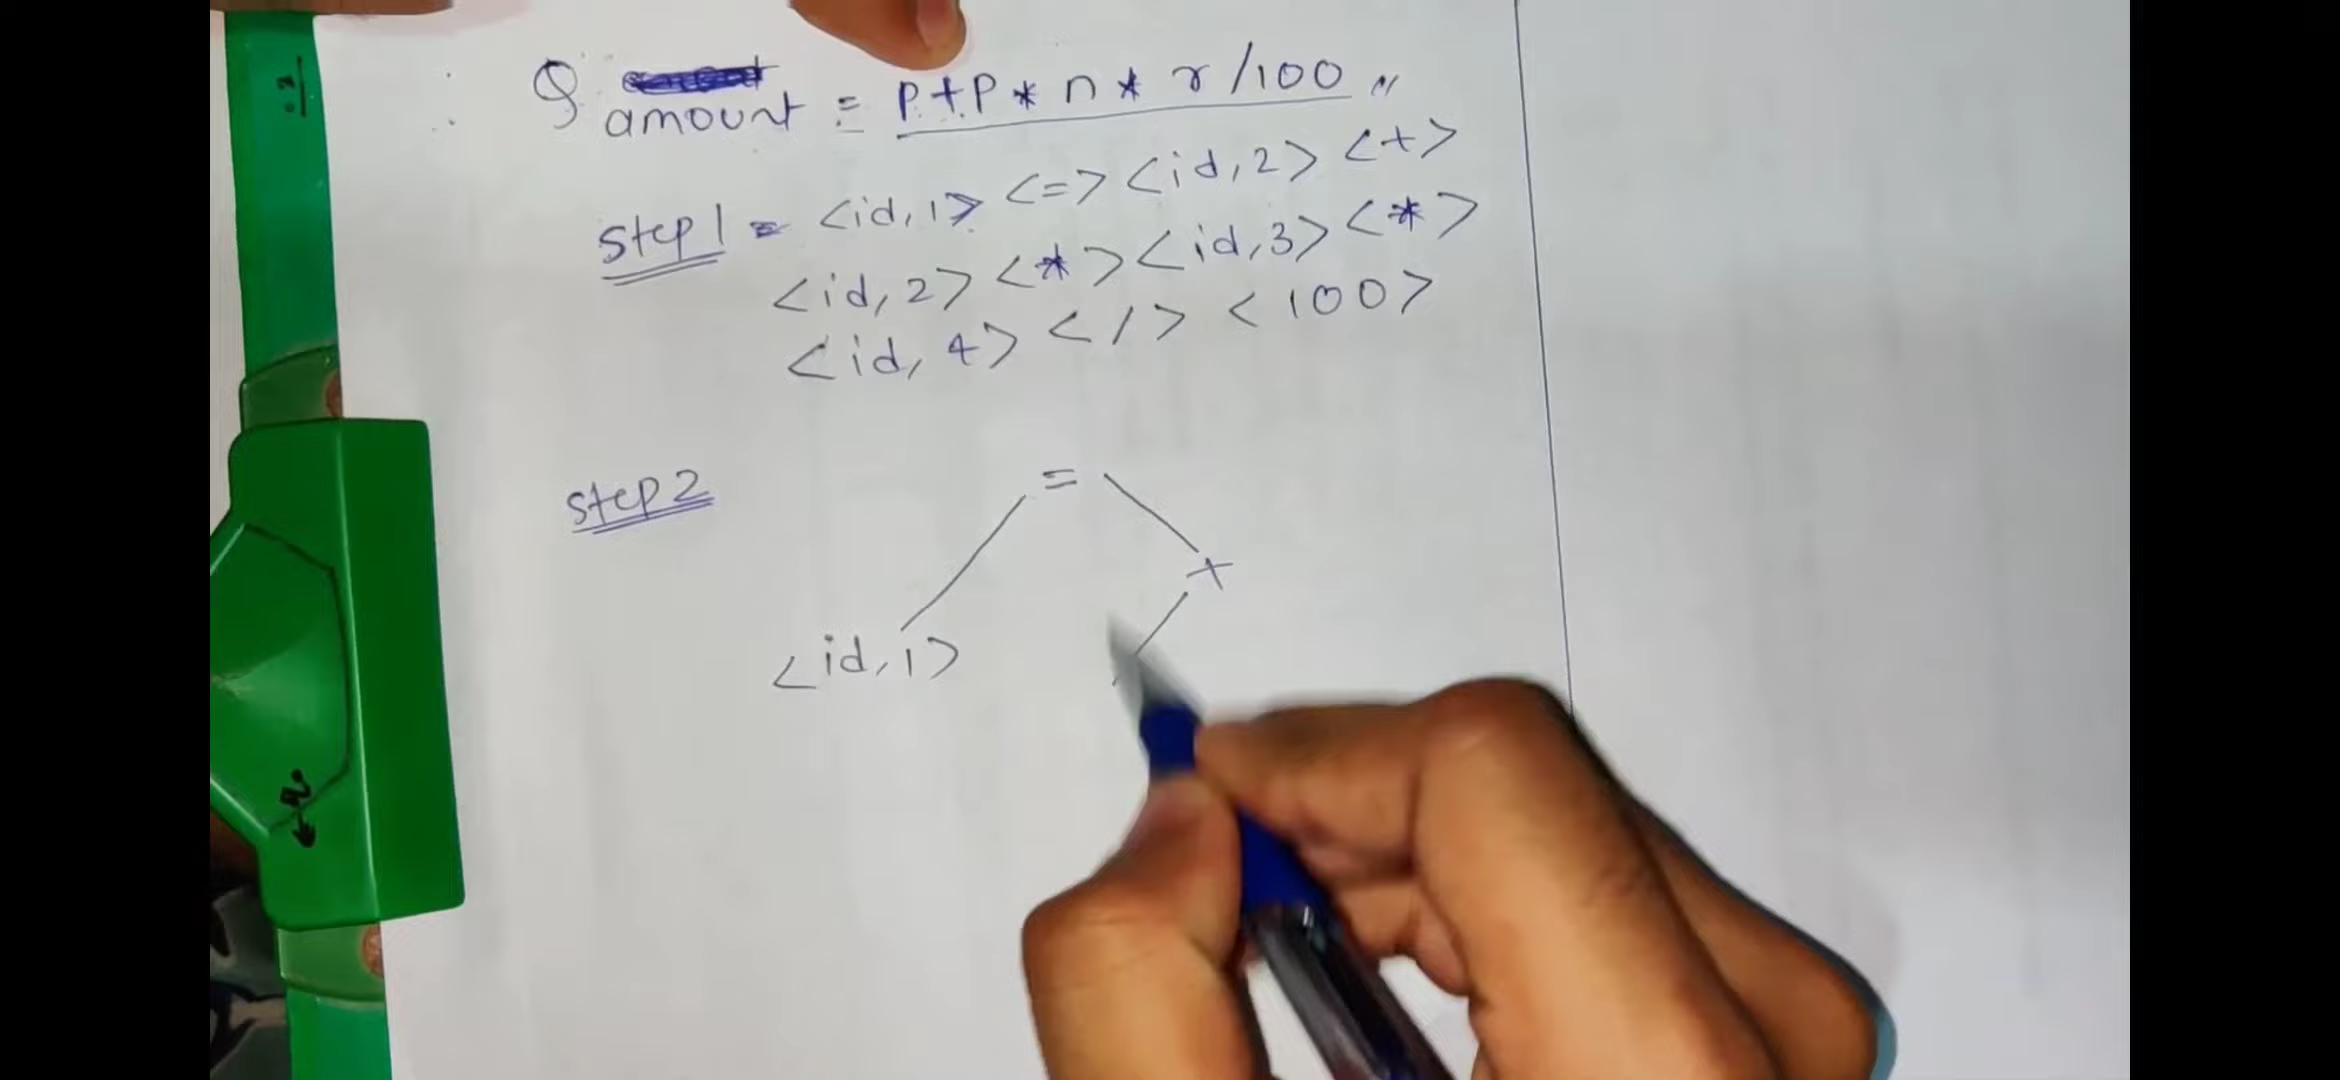 Q amount = P+P * n * r /100 "
Step 1 = <id,1> <=> <id,2> <+>
<id,2> <*> <id,3> <*>
<id,4> </> <100>
Step 2
=
+
<id,1>